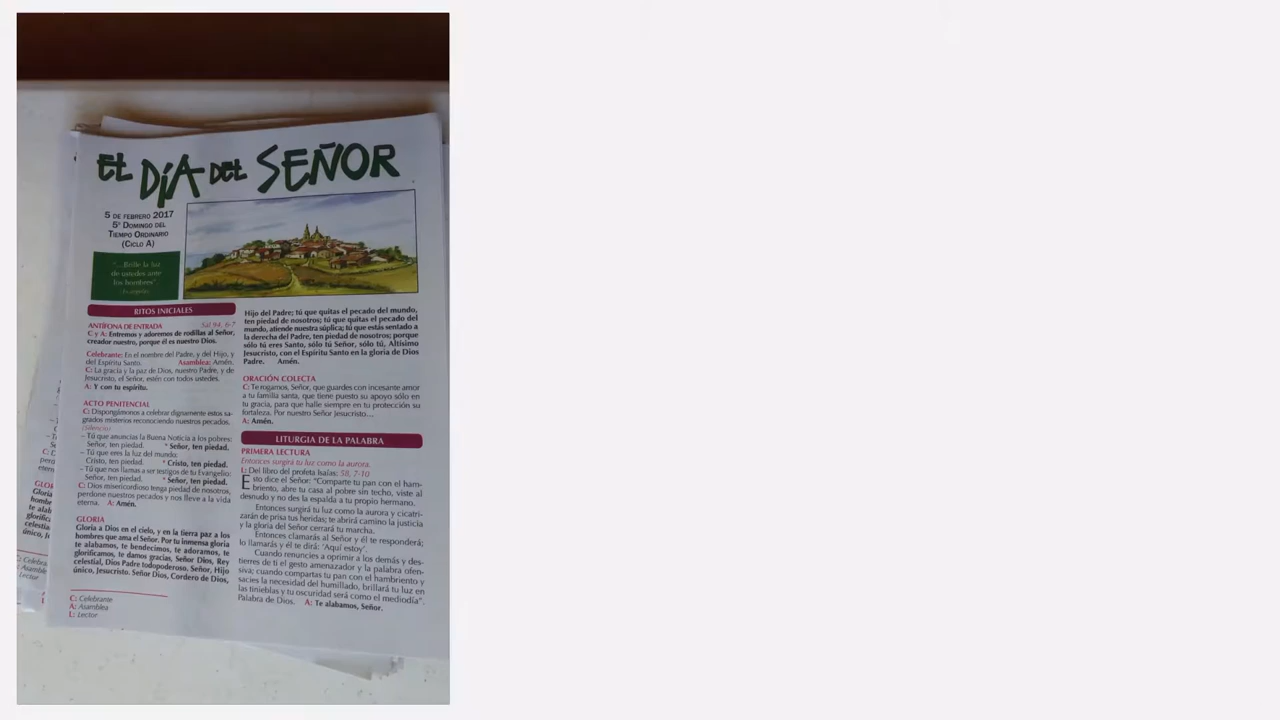 EL DÍA DEL SEÑOR
5 DE FEBRERO 2017
5º DOMINGO DEL
TIEMPO ORDINARIO
(CICLO A)
"...Brille la luz
de ustedes ante
los hombres".
(Evangelio)
RITOS INICIALES
ANTÍFONA DE ENTRADA Sal 94, 6-7
C y A: Entremos y adoremos de rodillas al Señor,
creador nuestro, porque él es nuestro Dios.
Celebrante: En el nombre del Padre, y del Hijo, y
del Espíritu Santo. Asamblea: Amén.
C: La gracia y la paz de Dios, nuestro Padre, y de
Jesucristo, el Señor, estén con todos ustedes.
A: Y con tu espíritu.
ACTO PENITENCIAL
C: Dispongámonos a celebrar dignamente estos sa-
grados misterios reconociendo nuestros pecados.
(Silencio)
– Tú que anuncias la Buena Noticia a los pobres:
Señor, ten piedad. * Señor, ten piedad.
– Tú que eres la luz del mundo:
Cristo, ten piedad. * Cristo, ten piedad.
– Tú que nos llamas a ser testigos de tu Evangelio:
Señor, ten piedad. * Señor, ten piedad.
C: Dios misericordioso tenga piedad de nosotros,
perdone nuestros pecados y nos lleve a la vida
eterna. A: Amén.
GLORIA
Gloria a Dios en el cielo, y en la tierra paz a los
hombres que ama el Señor. Por tu inmensa gloria
te alabamos, te bendecimos, te adoramos, te
glorificamos, te damos gracias, Señor Dios, Rey
celestial, Dios Padre todopoderoso. Señor, Hijo
único, Jesucristo. Señor Dios, Cordero de Dios,
C: Celebrante
A: Asamblea
L: Lector
Hijo del Padre; tú que quitas el pecado del mundo,
ten piedad de nosotros; tú que quitas el pecado del
mundo, atiende nuestra súplica; tú que estás sentado a
la derecha del Padre, ten piedad de nosotros; porque
sólo tú eres Santo, sólo tú Señor, sólo tú, Altísimo
Jesucristo, con el Espíritu Santo en la gloria de Dios
Padre. Amén.
ORACIÓN COLECTA
C: Te rogamos, Señor, que guardes con incesante amor
a tu familia santa, que tiene puesto su apoyo sólo en
tu gracia, para que halle siempre en tu protección su
fortaleza. Por nuestro Señor Jesucristo...
A: Amén.
LITURGIA DE LA PALABRA
PRIMERA LECTURA
Entonces surgirá tu luz como la aurora.
L: Del libro del profeta Isaías: 58, 7-10
Esto dice el Señor: "Comparte tu pan con el ham-
briento, abre tu casa al pobre sin techo, viste al
desnudo y no des la espalda a tu propio hermano.
Entonces surgirá tu luz como la aurora y cicatri-
zarán de prisa tus heridas; te abrirá camino la justicia
y la gloria del Señor cerrará tu marcha.
Entonces clamarás al Señor y él te responderá;
lo llamarás y él te dirá: 'Aquí estoy'.
Cuando renuncies a oprimir a los demás y des-
tierres de ti el gesto amenazador y la palabra ofen-
siva; cuando compartas tu pan con el hambriento y
sacies la necesidad del humillado, brillará tu luz en
las tinieblas y tu oscuridad será como el mediodía".
Palabra de Dios. A: Te alabamos, Señor.